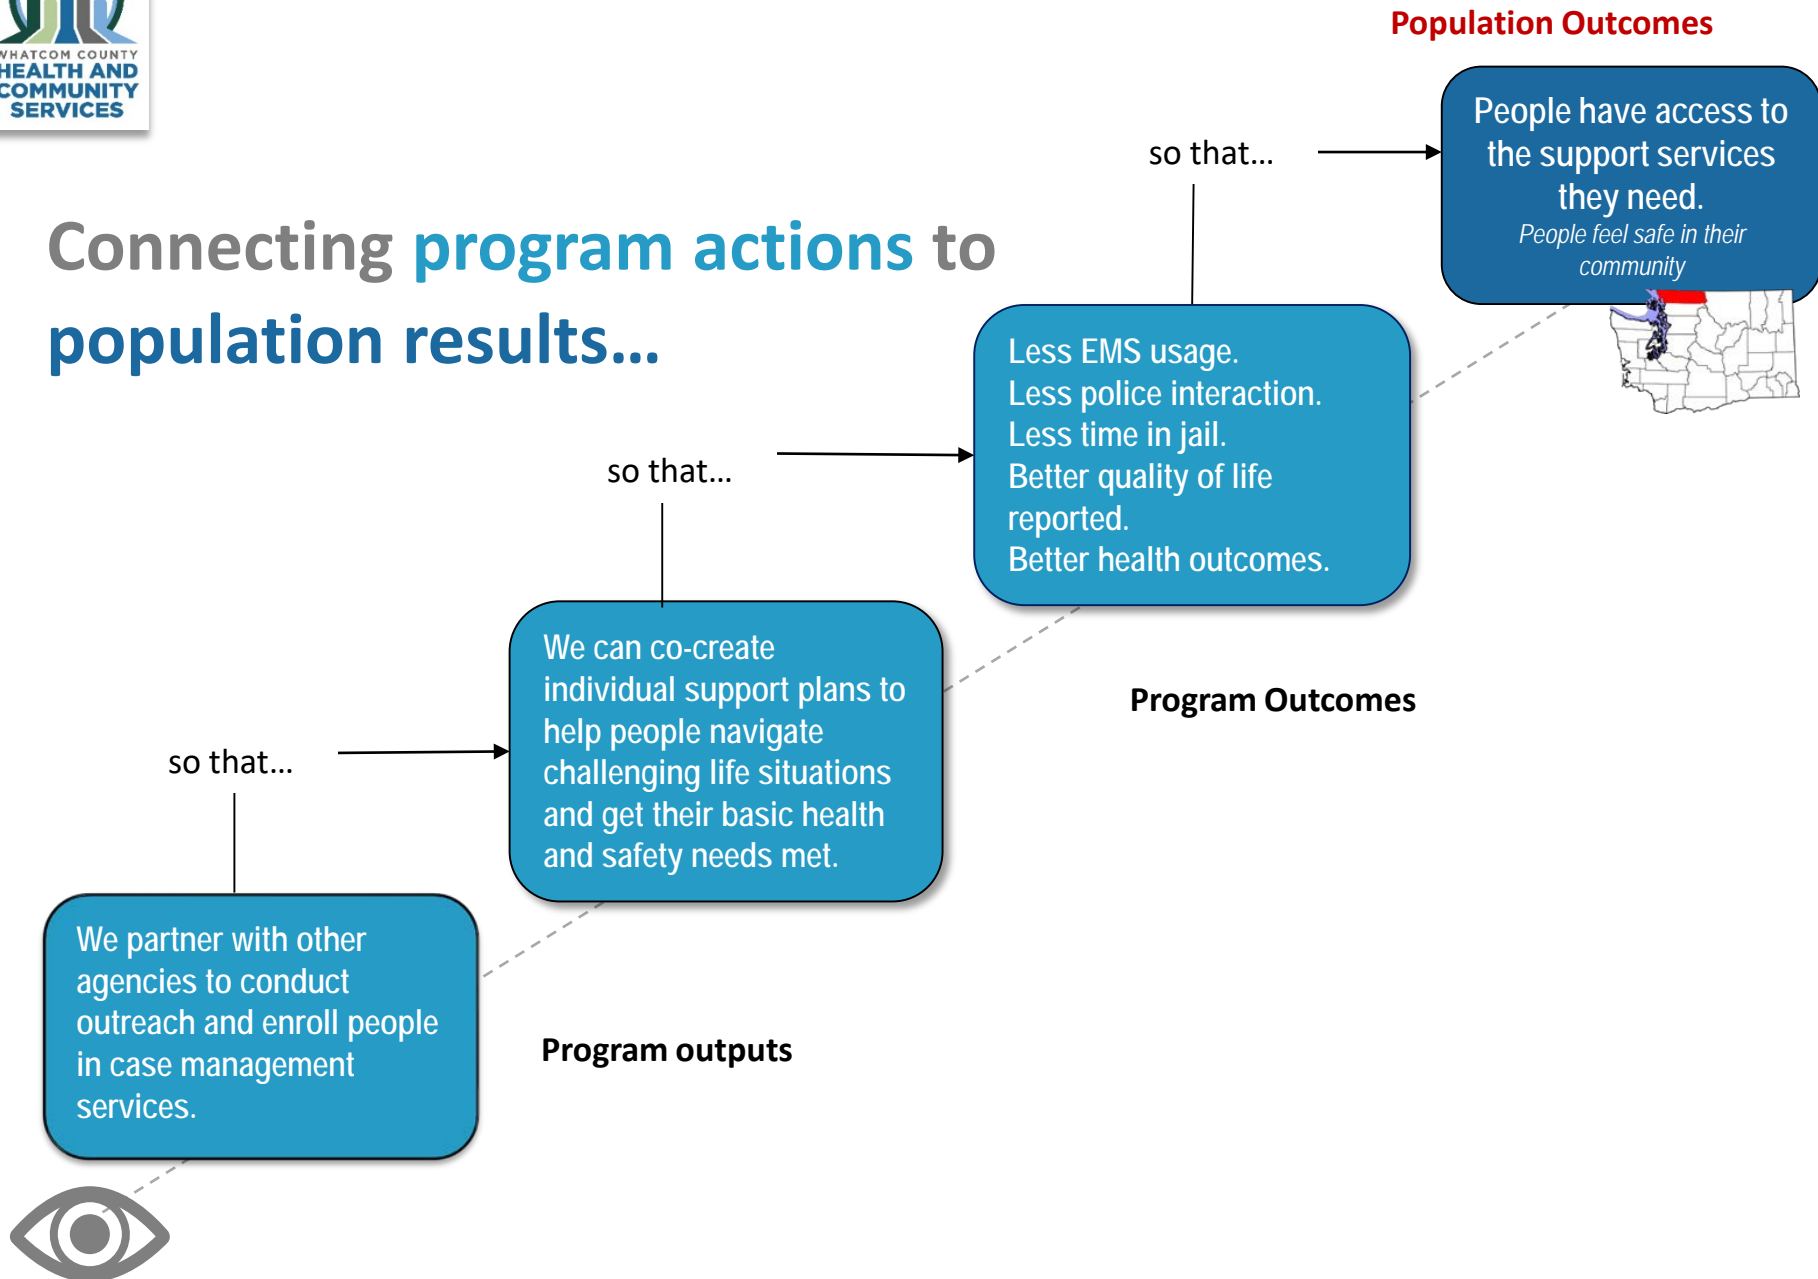 WHATCOM COUNTY
HEALTH AND
COMMUNITY
SERVICES
Population Outcomes
People have access to
the support services
they need.
People feel safe in their
community
so that...
Connecting program actions to
population results...
Less EMS usage.
Less police interaction.
Less time in jail.
Better quality of life
reported.
Better health outcomes.
so that...
Program Outcomes
We can co-create
individual support plans to
help people navigate
challenging life situations
and get their basic health
and safety needs met.
so that...
Program outputs
We partner with other
agencies to conduct
outreach and enroll people
in case management
services.